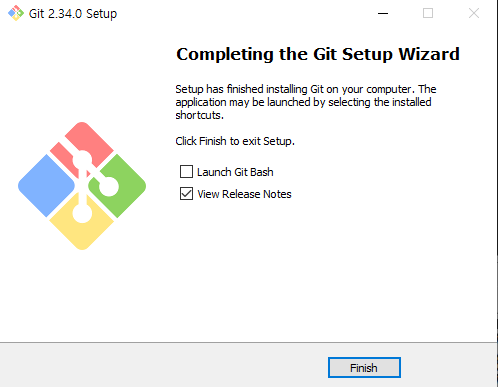 Git 2.34.0 Setup
Completing the Git Setup Wizard
Setup has finished installing Git on your computer. The
application may be launched by selecting the installed
shortcuts.
Click Finish to exit Setup.
Launch Git Bash
View Release Notes
Finish